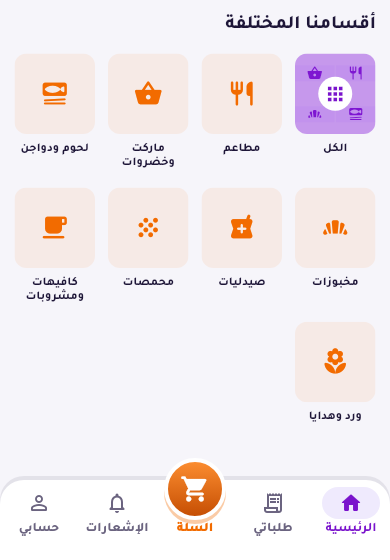 أقسامنا المختلفة
الكل
مطاعم
ماركت
وخضروات
لحوم ودواجن
مخبوزات
صيدليات
محمصات
كافيهات
ومشروبات
ورد وهدايا
الرئيسية
طلباتي
السلة
الإشعارات
حسابي